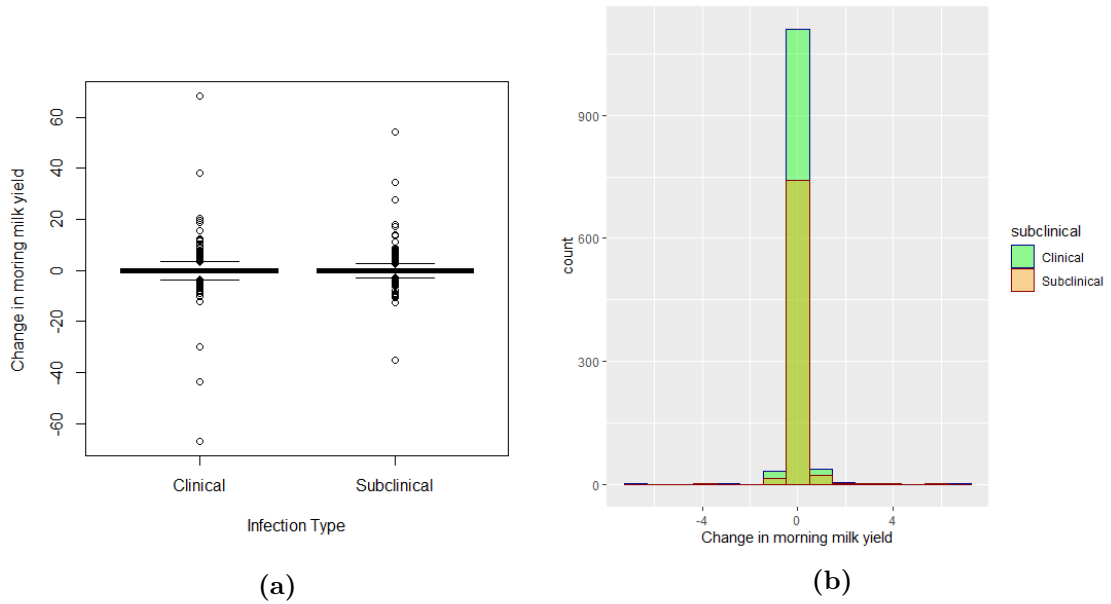 Change in moring milk yield
60
40
20
0
-20
-40
-60
Clinical
Subclinical
Infection Type
(a)
count
900
600
300
0
-4
0
4
Change in morning milk yield
subclinical
Clinical
Subclinical
(b)